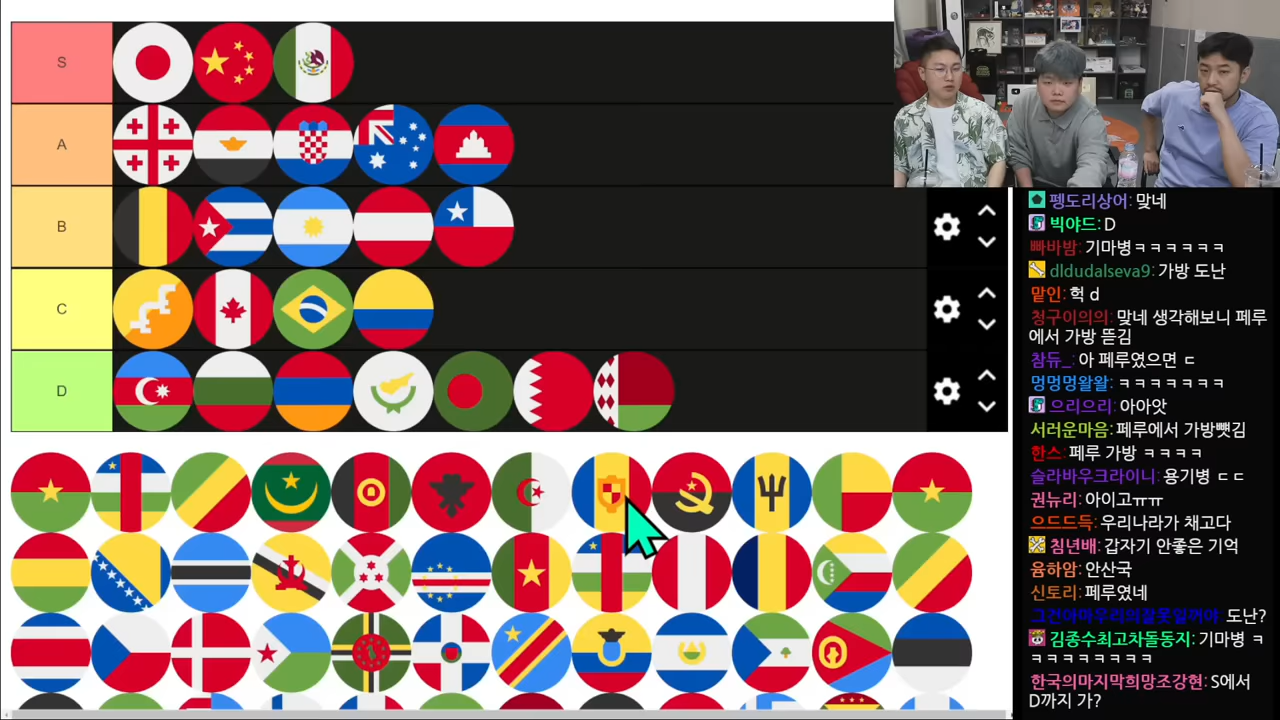 S
A
B
C
D
펭도리상어: 맞네
빅야드: D
빠바밤: 기마병ㅋㅋㅋㅋㅋㅋ
dldudalseva9: 가방 도난
맡인: 헉 d
청구이의의: 맞네 생각해보니 페루
에서 가방 뜯김
참듀_: 아 페루였으면 ㄷ
멍멍멍왈왈: ㅋㅋㅋㅋㅋㅋㅋ
으리으리: 아아앗
서러운마음: 페루에서 가방뺏김
한스: 페루 가방 ㅋㅋㅋㅋ
슬라바우크라이니: 용기병 ㄷㄷ
권뉴리: 아이고ㅠㅠ
으드드득: 우리나라가 채고다
침년배: 갑자기 안좋은 기억
윰하암: 안산국
신토리: 페루였네
그런아마우리의잘못일꺼야: 도난?
김종수최고차돌동지: 기마병 ㅋ
ㅋㅋㅋㅋㅋㅋㅋㅋ
한국의마지막희망조강현: S에서
D까지 가?